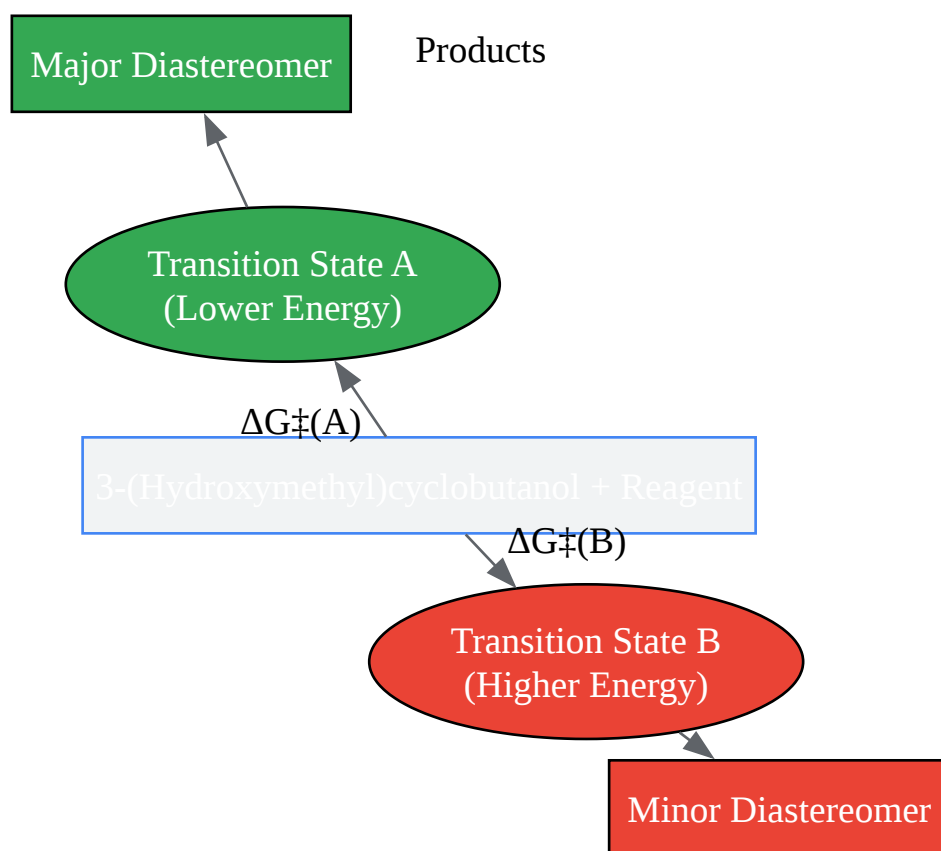 Major Diastereomer
Products
Transition State A
(Lower Energy)
ΔG‡(A)
3-(Hydroxymethyl)cyclobutanol + Reagent
ΔG‡(B)
Transition State B
(Higher Energy)
Minor Diastereomer